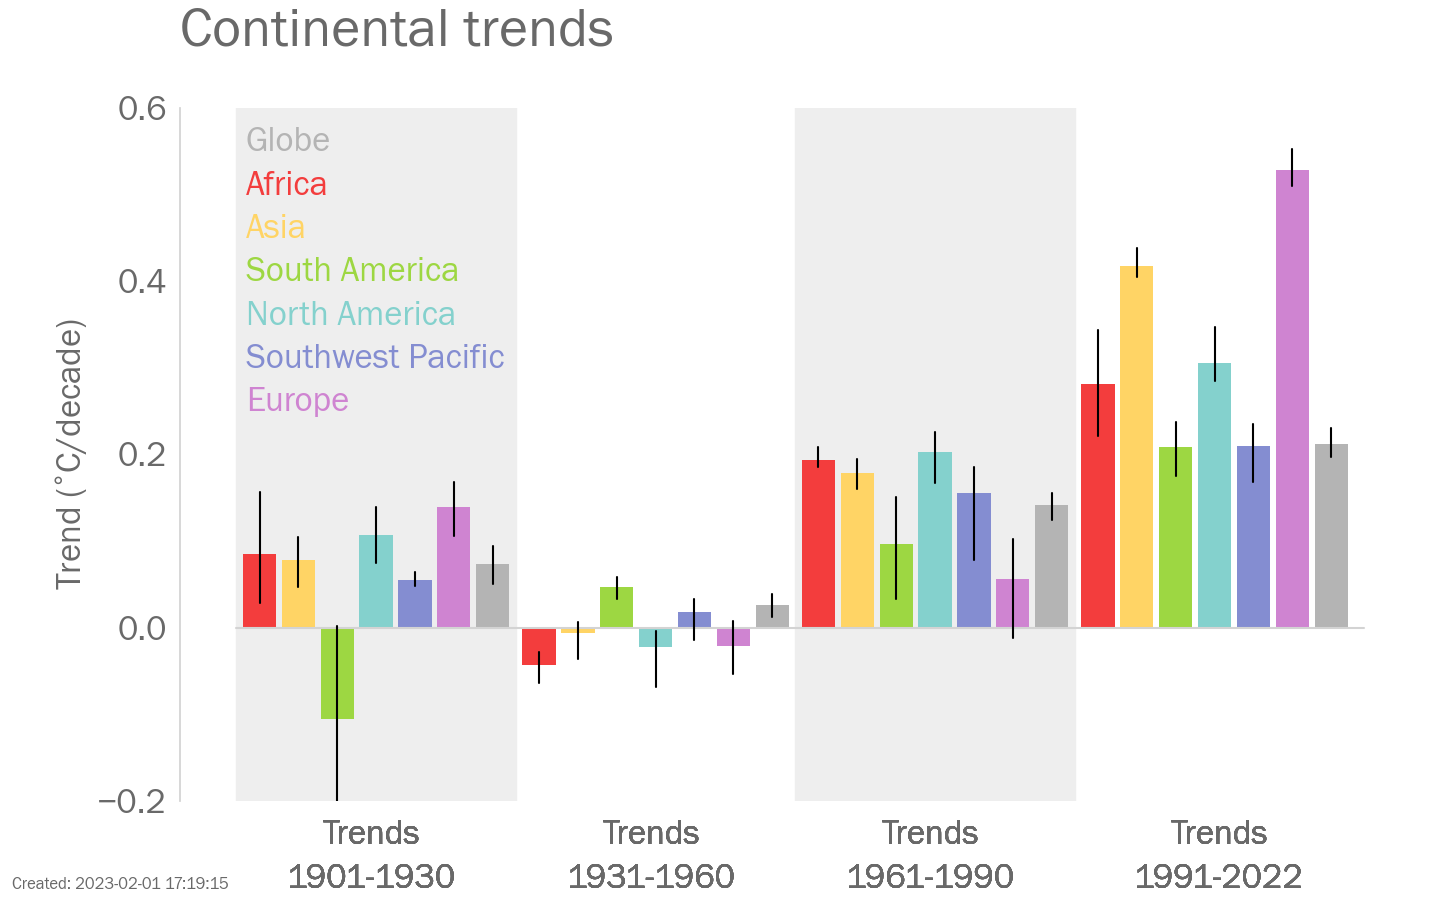 Continental trends
0.6
0.4
0.2
0.0
−0.2
Trend (°C/decade)
Globe
Africa
Asia
South America
North America
Southwest Pacific
Europe
Trends
1901-1930
Trends
1931-1960
Trends
1961-1990
Trends
1991-2022
Created: 2023-02-01 17:19:15